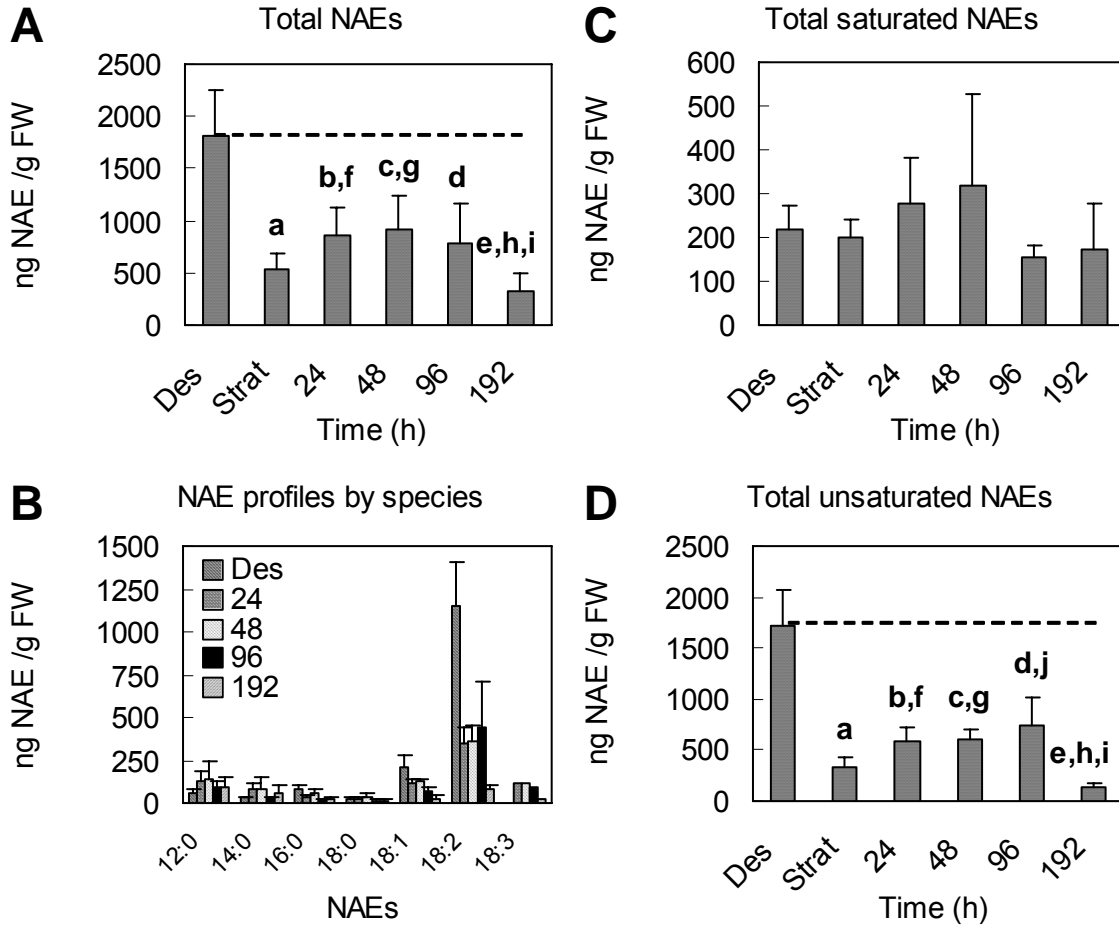 A
Total NAEs
ng NAE /g FW
2500
2000
1500
1000
500
0
a
b,f
c,g
d
e,h,i
Des
Strat
24
48
96
192
Time (h)
C
Total saturated NAEs
ng NAE /g FW
600
500
400
300
200
100
0
Des
Strat
24
48
96
192
Time (h)
B
NAE profiles by species
ng NAE /g FW
1500
1250
1000
750
500
250
0
Des
24
48
96
192
12:0
14:0
16:0
18:0
18:1
18:2
18:3
NAEs
D
Total unsaturated NAEs
ng NAE /g FW
2500
2000
1500
1000
500
0
a
b,f
c,g
d,j
e,h,i
Des
Strat
24
48
96
192
Time (h)